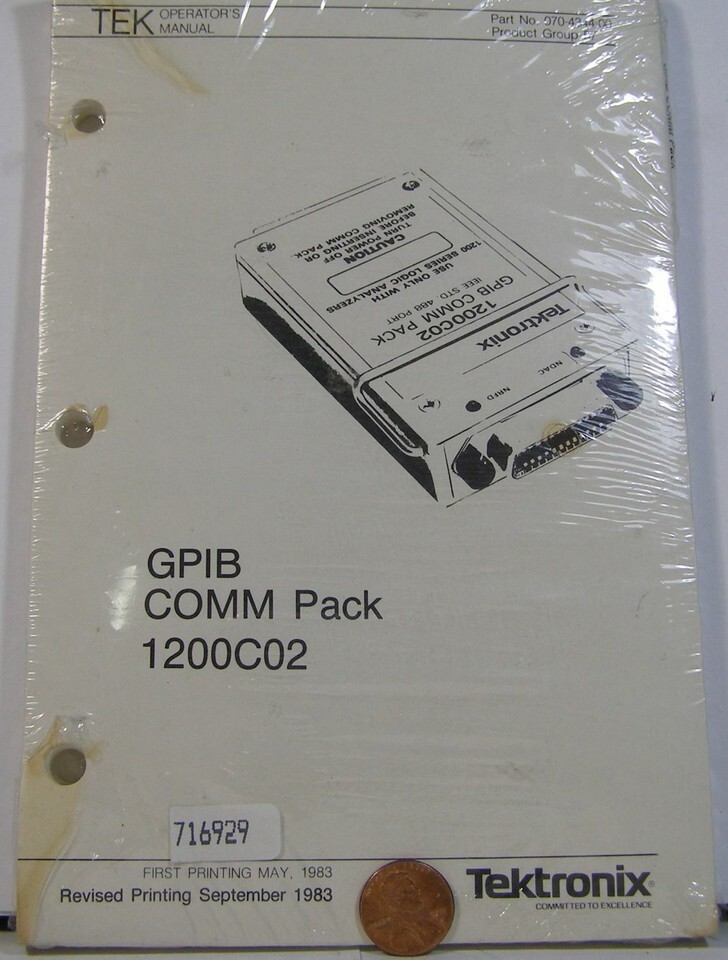 TEK OPERATOR'S
MANUAL
Part No. 070-4344-00
Product Group
REMOVING COMM PACK.
BEFORE INSERTING
TURN POWER OFF OR
CAUTION
1200 SERIES LOGIC ANALYZERS
USE ONLY WITH
IEEE STD. 488 PORT
GPIB COMM PACK
1200C02
Tektronix
NDAC
NRFD
GPIB
COMM Pack
1200C02
716929
FIRST PRINTING MAY, 1983
Revised Printing September 1983
Tektronix®
COMMITTED TO EXCELLENCE